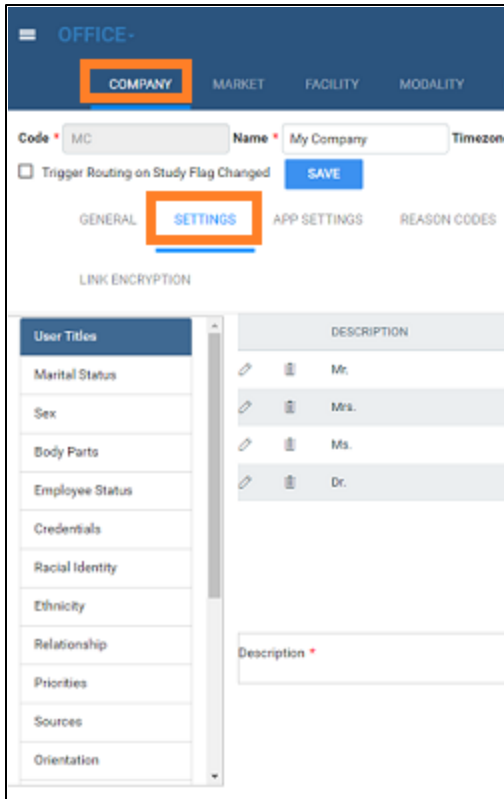 OFFICE-
COMPANY MARKET FACILITY MODALITY
Code * MC Name * My Company Timezon
Trigger Routing on Study Flag Changed SAVE
GENERAL SETTINGS APP SETTINGS REASON CODES
LINK ENCRYPTION
User Titles
Marital Status
Sex
Body Parts
Employee Status
Credentials
Racial Identity
Ethnicity
Relationship
Priorities
Sources
Orientation
DESCRIPTION
Mr.
Mrs.
Ms.
Dr.
Description *